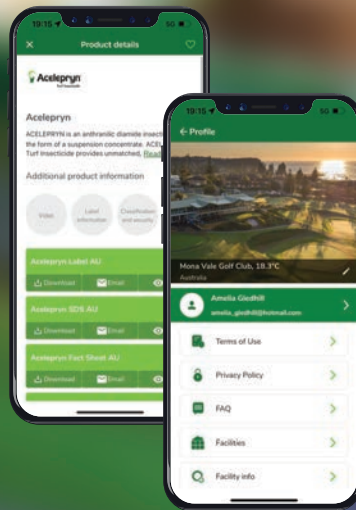 19:15
5G
Product details
Acelepryn
Turf Insecticide
Acelepryn
ACELEPRYN is an anthranilic diamide insecti
the form of a suspension concentrate. ACEL
Turf Insecticide provides unmatched, Read
Additional product information
Video
Label
information
Classification
and security
Acelepryn Label AU
Download
Email
Acelepryn SDS AU
Download
Email
Acelepryn Fact Sheet AU
Download
Email
19:15
5G
Profile
Mona Vale Golf Club, 18.3°C
Australia
Amelia Giedhill
amelia_giedhill@hotmail.com
Terms of Use
Privacy Policy
FAQ
Facilities
Facility info